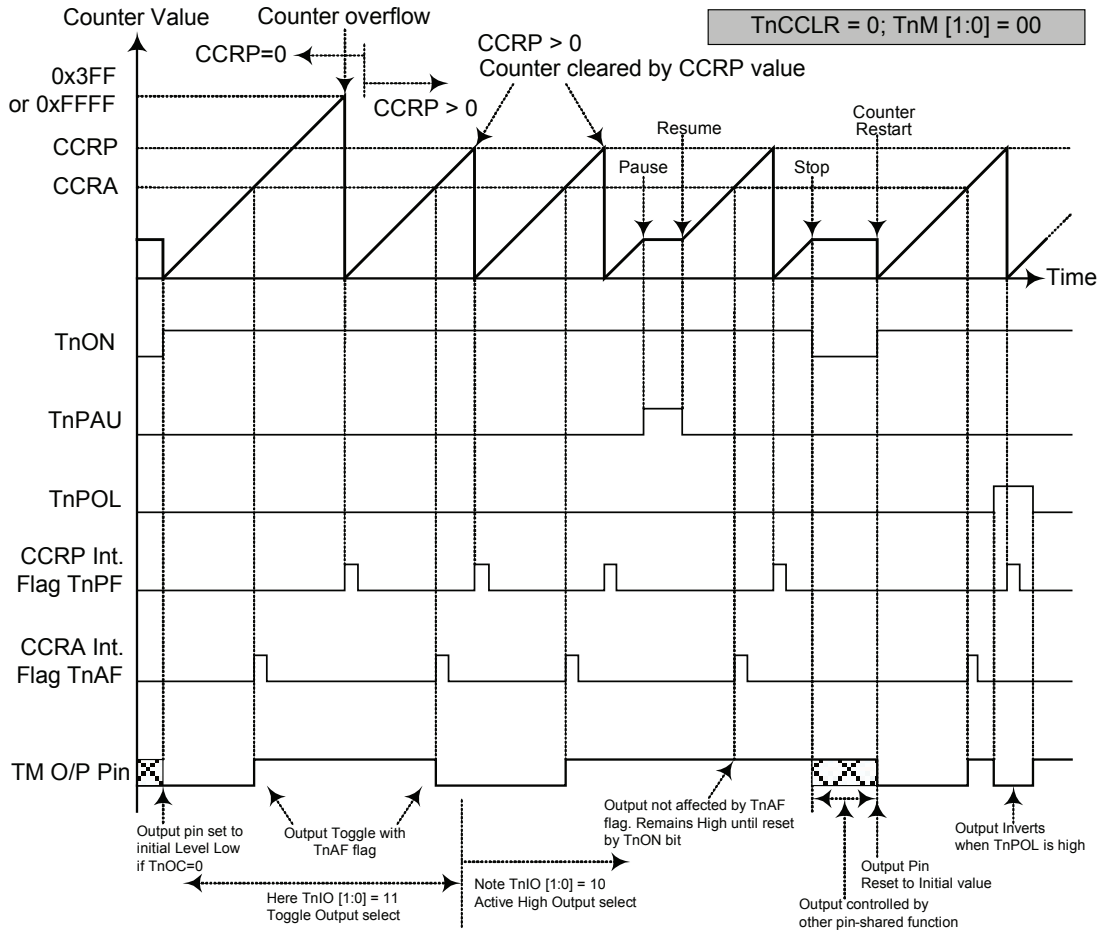 Counter Value
Counter overflow
TnCCLR = 0; TnM [1:0] = 00
CCRP=0
CCRP > 0
CCRP > 0
Counter cleared by CCRP value
0x3FF
or 0xFFFF
CCRP
CCRA
Pause
Resume
Stop
Counter
Restart
Time
TnON
TnPAU
TnPOL
CCRP Int.
Flag TnPF
CCRA Int.
Flag TnAF
TM O/P Pin
Output pin set to
initial Level Low
if TnOC=0
Output Toggle with
TnAF flag
Output not affected by TnAF
flag. Remains High until reset
by TnON bit
Output Inverts
when TnPOL is high
Output Pin
Reset to Initial value
Here TnIO [1:0] = 11
Toggle Output select
Note TnIO [1:0] = 10
Active High Output select
Output controlled by
other pin-shared function